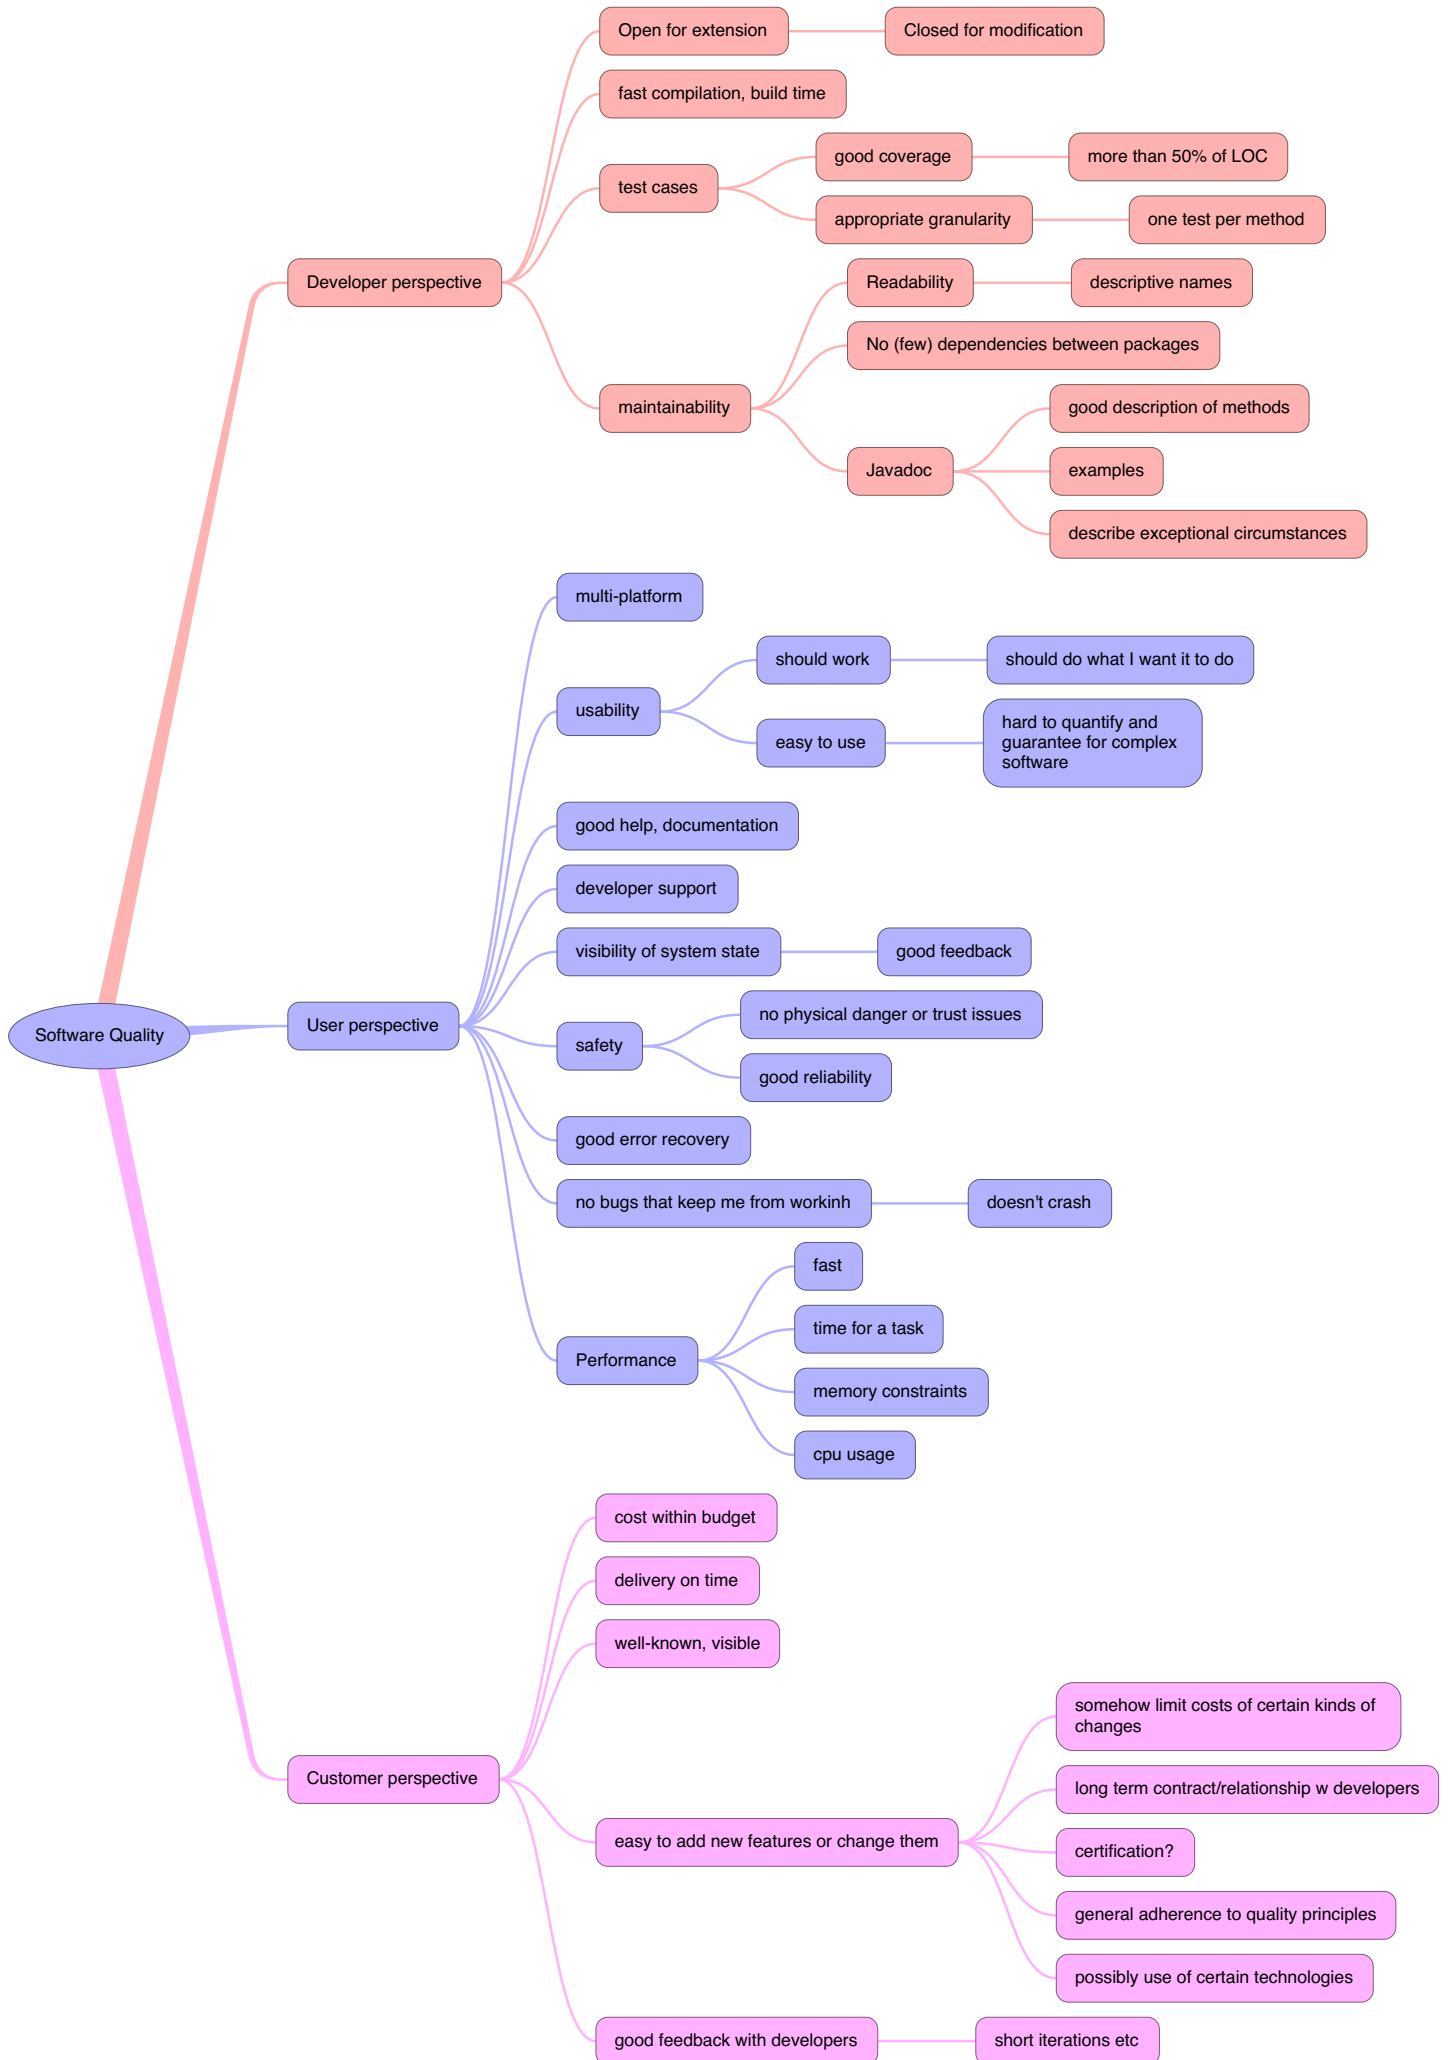 Open for extension
Closed for modification
fast compilation, build time
good coverage
more than 50% of LOC
test cases
appropriate granularity
one test per method
Developer perspective
Readability
descriptive names
No (few) dependencies between packages
maintainability
good description of methods
Javadoc
examples
describe exceptional circumstances
multi-platform
should work
should do what I want it to do
usability
easy to use
hard to quantify and
guarantee for complex
software
good help, documentation
developer support
visibility of system state
good feedback
Software Quality
User perspective
no physical danger or trust issues
safety
good reliability
good error recovery
no bugs that keep me from workinh
doesn't crash
fast
time for a task
Performance
memory constraints
cpu usage
cost within budget
delivery on time
well-known, visible
somehow limit costs of certain kinds of
changes
Customer perspective
long term contract/relationship w developers
easy to add new features or change them
certification?
general adherence to quality principles
possibly use of certain technologies
good feedback with developers
short iterations etc